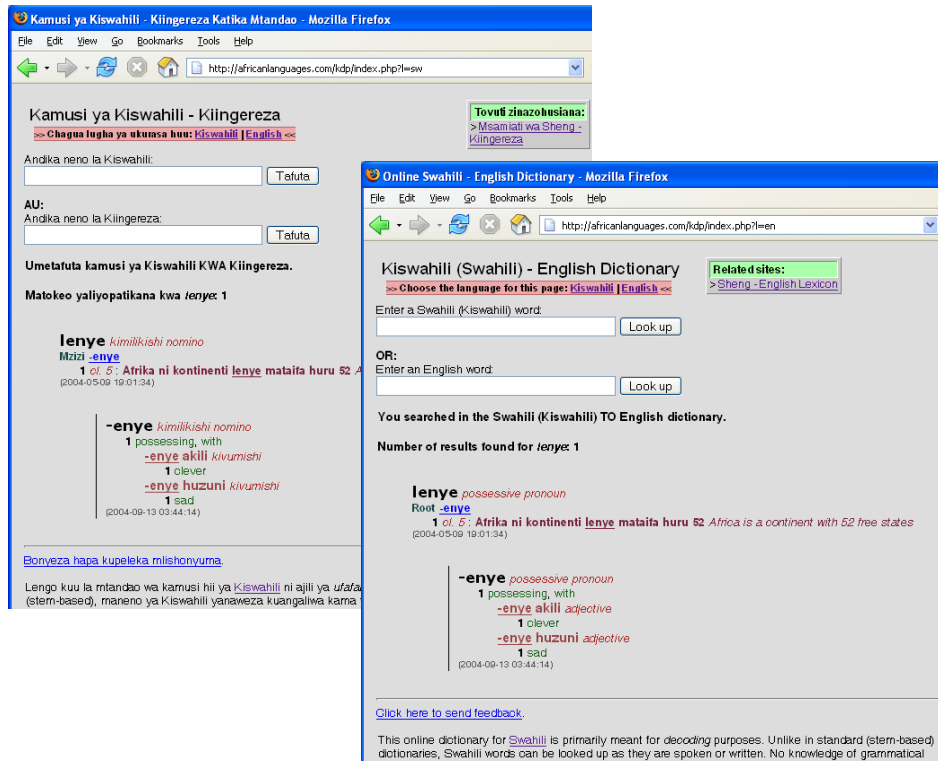 Kamusi ya Kiswahili - Kiingereza Katika Mtandao - Mozilla Firefox
File Edit View Go Bookmarks Tools Help
http://africanlanguages.com/kdp/index.php?l=sw
Kamusi ya Kiswahili - Kiingereza
>> Chagua lugha ya ukurasa huu: Kiswahili | English <<
Tovuti zinazohusiana:
> Msamiati wa Sheng -
Kiingereza
Andika neno la Kiswahili:
Tafuta
AU:
Andika neno la Kiingereza:
Tafuta
Umetafuta kamusi ya Kiswahili KWA Kiingereza.
Matokeo yaliyopatikana kwa lenye: 1
lenye kimilikishi nomino
Mzizi -enye
1 cl. 5 : Afrika ni kontinenti lenye mataifa huru 52
(2004-05-09 19:01:34)
-enye kimilikishi nomino
1 possessing, with
-enye akili kivumishi
1 clever
-enye huzuni kivumishi
1 sad
(2004-09-13 03:44:14)
Bonyeza hapa kupeleka mlishonyuma.
Lengo kuu la mtandao wa kamusi hii ya Kiswahili ni ajili ya
(stem-based), maneno ya Kiswahili yanaweza kuangaliwa kama
Online Swahili - English Dictionary - Mozilla Firefox
File Edit View Go Bookmarks Tools Help
http://africanlanguages.com/kdp/index.php?l=en
Kiswahili (Swahili) - English Dictionary
>> Choose the language for this page: Kiswahili | English <<
Related sites:
> Sheng - English Lexicon
Enter a Swahili (Kiswahili) word:
Look up
OR:
Enter an English word:
Look up
You searched in the Swahili (Kiswahili) TO English dictionary.
Number of results found for lenye: 1
lenye possessive pronoun
Root -enye
1 cl. 5 : Afrika ni kontinenti lenye mataifa huru 52 Africa is a continent with 52 free states
(2004-05-09 19:01:34)
-enye possessive pronoun
1 possessing, with
-enye akili adjective
1 clever
-enye huzuni adjective
1 sad
(2004-09-13 03:44:14)
Click here to send feedback.
This online dictionary for Swahili is primarily meant for decoding purposes. Unlike in standard (stem-based)
dictionaries, Swahili words can be looked up as they are spoken or written. No knowledge of grammatical